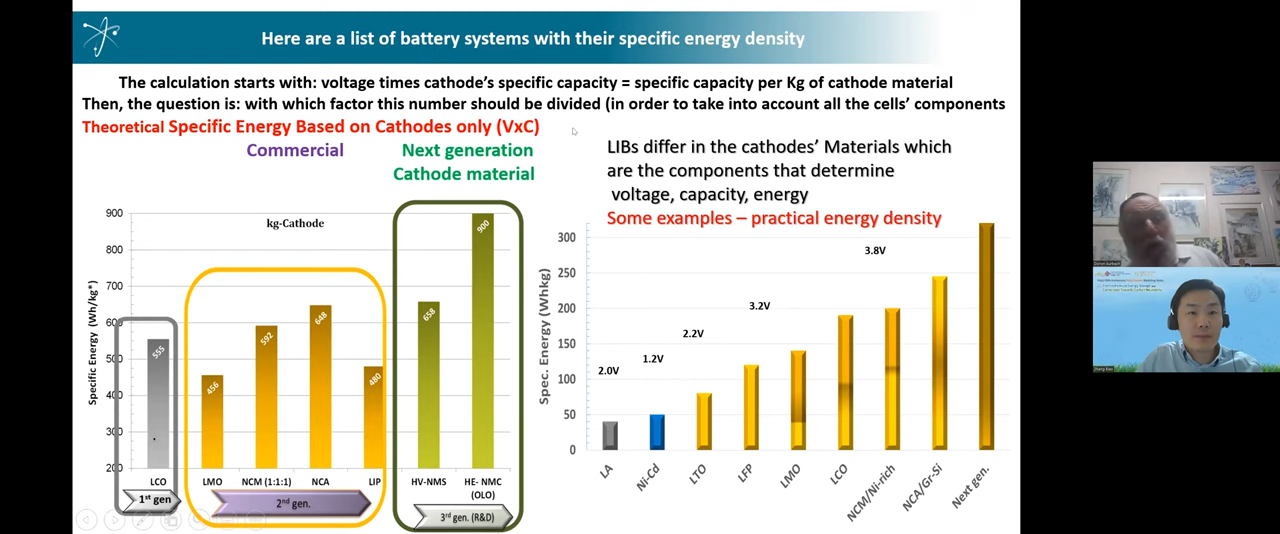 Here are a list of battery systems with their specific energy density
The calculation starts with: voltage times cathode's specific capacity = specific capacity per Kg of cathode material
Then, the question is: with which factor this number should be divided (in order to take into account all the cells' components
Theoretical Specific Energy Based on Cathodes only (VxC)
Commercial
Next generation
Cathode material
kg-Cathode
Specific Energy (Wh/kg*)
900
800
700
600
500
400
300
200
555
456
592
648
480
658
900
LCO
LMO
NCM (1:1:1)
NCA
LIP
HV-NMS
HE- NMC
(OLO)
1st gen
2nd gen.
3rd gen. (R&D)
LIBs differ in the cathodes' Materials which
are the components that determine
voltage, capacity, energy
Some examples – practical energy density
Spec. Energy (Whkg)
300
250
200
150
100
50
0
2.0V
1.2V
2.2V
3.2V
3.8V
LA
Ni-Cd
LTO
LFP
LMO
LCO
NCM/Ni-rich
NCA/Gr-Si
Next gen.
Doron Aurbach